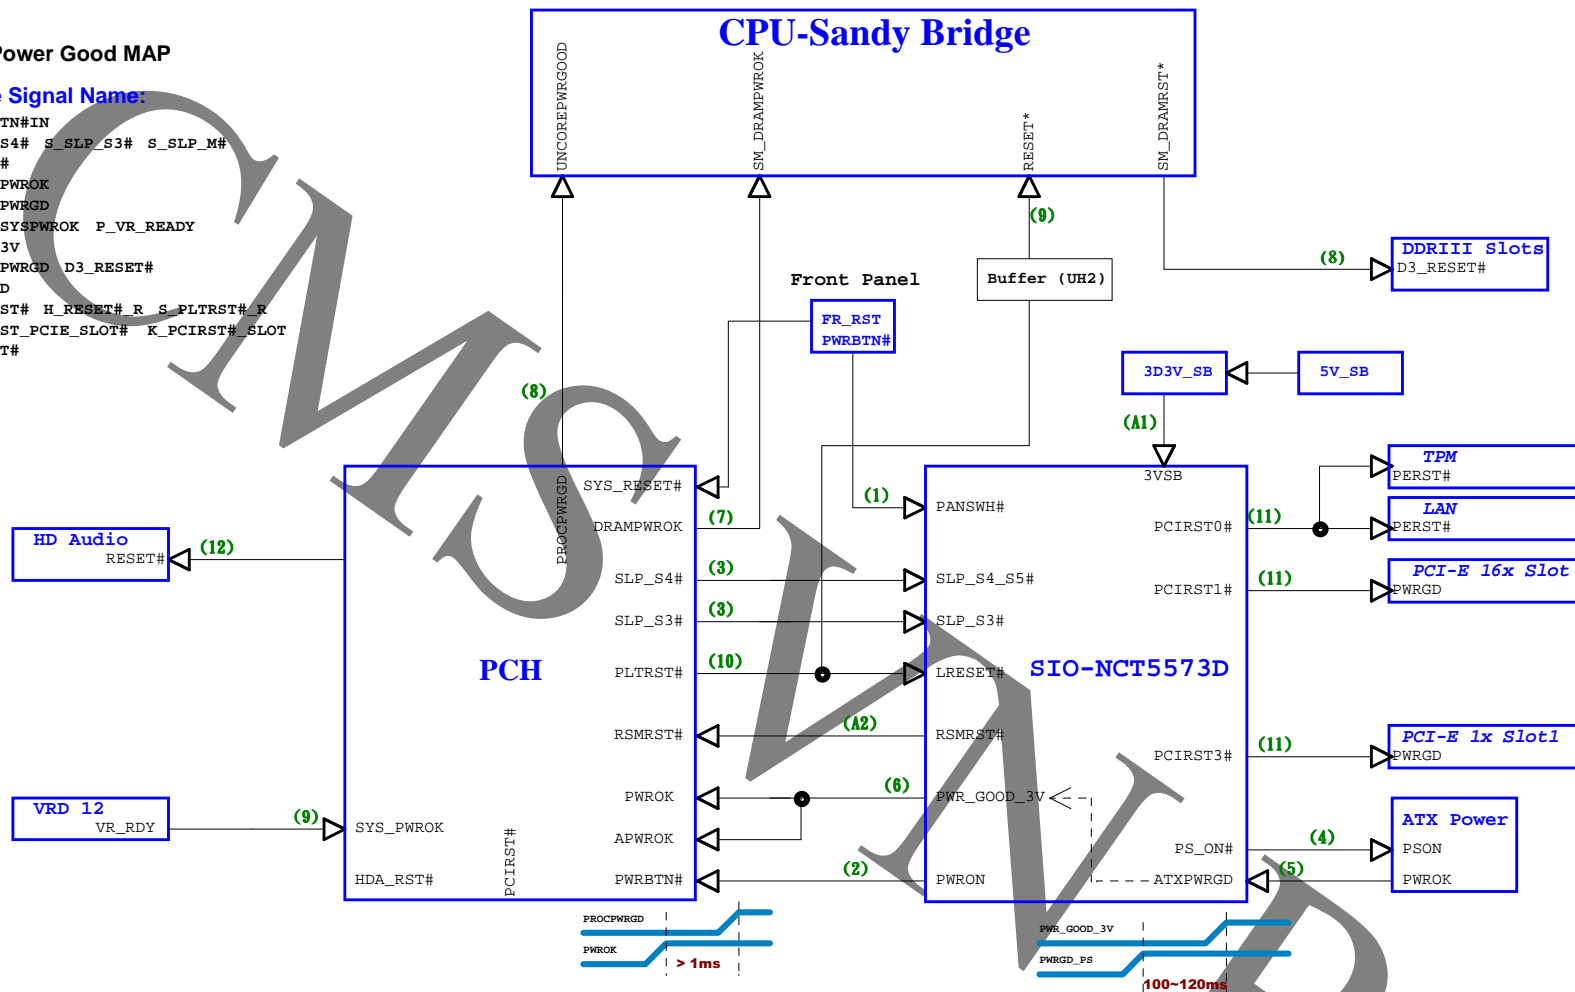 Power Good MAP
e Signal Name:
TN#IN
S4# S_SLP_S3# S_SLP_M#
#
PWROK
PWRGD
SYSPWROK P_VR_READY
3V
PWRGD D3_RESET#
D
ST# H_RESET#_R S_PLTRST#_R
ST_PCIE_SLOT# K_PCIRST#_SLOT
T#
CPU-Sandy Bridge
UNCOREPWRGOOD
SM_DRAMPWROK
RESET*
SM_DRAMRST*
(9)
(8)
DDRIII Slots
D3_RESET#
Buffer (UH2)
Front Panel
FR_RST
PWRBTN#
3D3V_SB
5V_SB
(8)
(A1)
PCH
PROCPWRGD
SYS_RESET#
DRAMPWROK
(7)
SLP_S4#
(3)
SLP_S3#
(3)
PLTRST#
(10)
RSMRST#
(A2)
PWROK
(6)
APWROK
PWRBTN#
(2)
SYS_PWROK
HDA_RST#
PCIRST#
HD Audio
RESET#
(12)
VRD 12
VR_RDY
(9)
SIO-NCT5573D
3VSB
(1)
PANSWH#
SLP_S4_S5#
SLP_S3#
LRESET#
RSMRST#
PWR_GOOD_3V
PWRON
PCIRST0#
(11)
PCIRST1#
(11)
PCIRST3#
(11)
PS_ON#
(4)
ATXPWRGD
(5)
TPM
PERST#
LAN
PERST#
PCI-E 16x Slot
PWRGD
PCI-E 1x Slot1
PWRGD
ATX Power
PSON
PWROK
PROCPWRGD
PWROK
> 1ms
PWR_GOOD_3V
PWRGD_PS
100~120ms